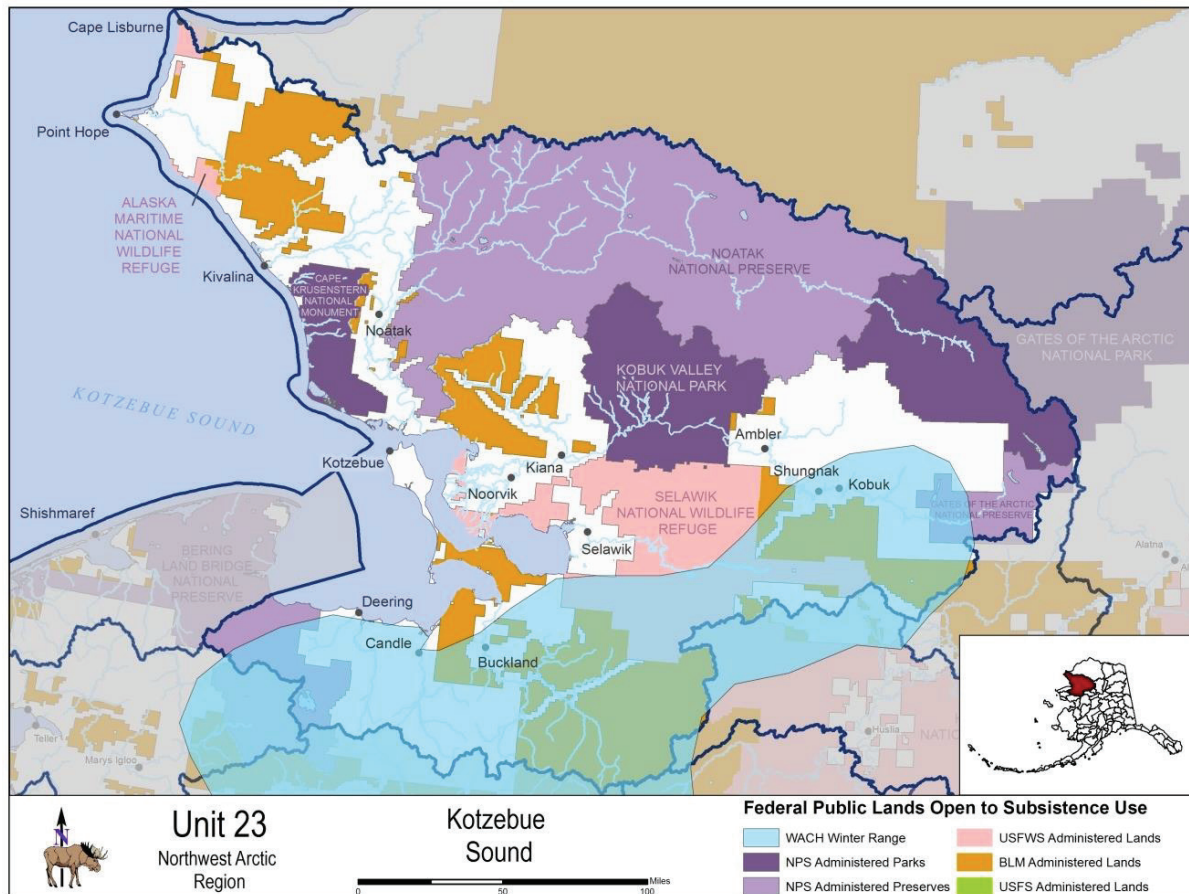 Cape Lisburne
Point Hope
ALASKA
MARITIME
NATIONAL
WILDLIFE
REFUGE
NOATAK
NATIONAL PRESERVE
Kivalina
CAPE
KRUSENSTERN
NATIONAL
MONUMENT
Noatak
GATES OF THE ARCTIC
NATIONAL PARK
KOBUK VALLEY
NATIONAL PARK
KOTZEBUE SOUND
Ambler
Kotzebue
Kiana
Shungnak
Kobuk
Noorvik
SELAWIK
NATIONAL WILDLIFE
REFUGE
GATES OF THE ARCTIC
NATIONAL PRESERVE
Shishmaref
Selawik
BERING
LAND BRIDGE
NATIONAL
PRESERVE
Alatna
Deering
Candle
Buckland
Teller
Marys Igloo
Huslia
N
Unit 23
Northwest Arctic
Region
Kotzebue
Sound
Miles
0 50 100
Federal Public Lands Open to Subsistence Use
WACH Winter Range
NPS Administered Parks
NPS Administered Preserves
USFWS Administered Lands
BLM Administered Lands
USFS Administered Lands